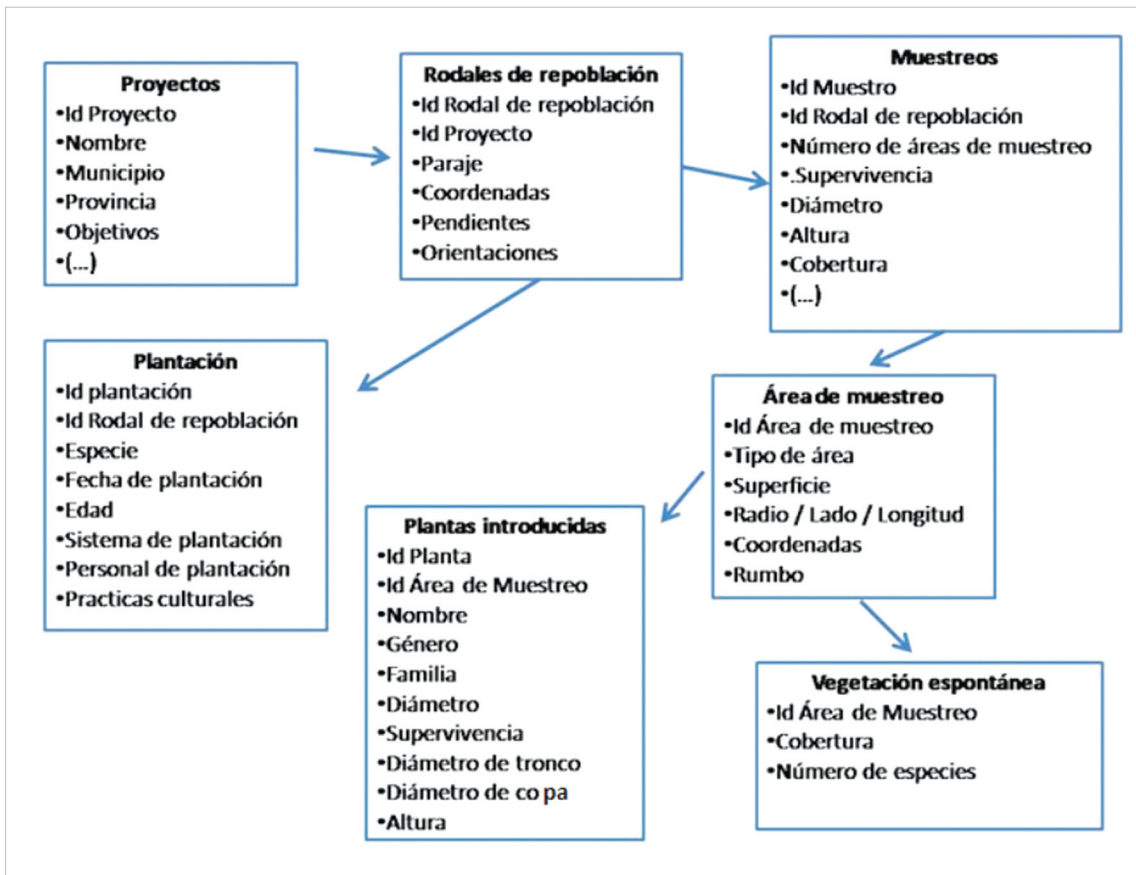 Proyectos
•Id Proyecto
•Nombre
•Municipio
•Provincia
•Objetivos
•(...)
Rodales de repoblación
•Id Rodal de repoblación
•Id Proyecto
•Paraje
•Coordenadas
•Pendientes
•Orientaciones
Muestreos
•Id Muestro
•Id Rodal de repoblación
•Número de áreas de muestreo
•.Supervivencia
•Diámetro
•Altura
•Cobertura
•(...)
Plantación
•Id plantación
•Id Rodal de repoblación
•Especie
•Fecha de plantación
•Edad
•Sistema de plantación
•Personal de plantación
•Practicas culturales
Área de muestreo
•Id Área de muestreo
•Tipo de área
•Superficie
•Radio / Lado / Longitud
•Coordenadas
•Rumbo
Plantas introducidas
•Id Planta
•Id Área de Muestreo
•Nombre
•Género
•Familia
•Diámetro
•Supervivencia
•Diámetro de tronco
•Diámetro de copa
•Altura
Vegetación espontánea
•Id Área de Muestreo
•Cobertura
•Número de especies